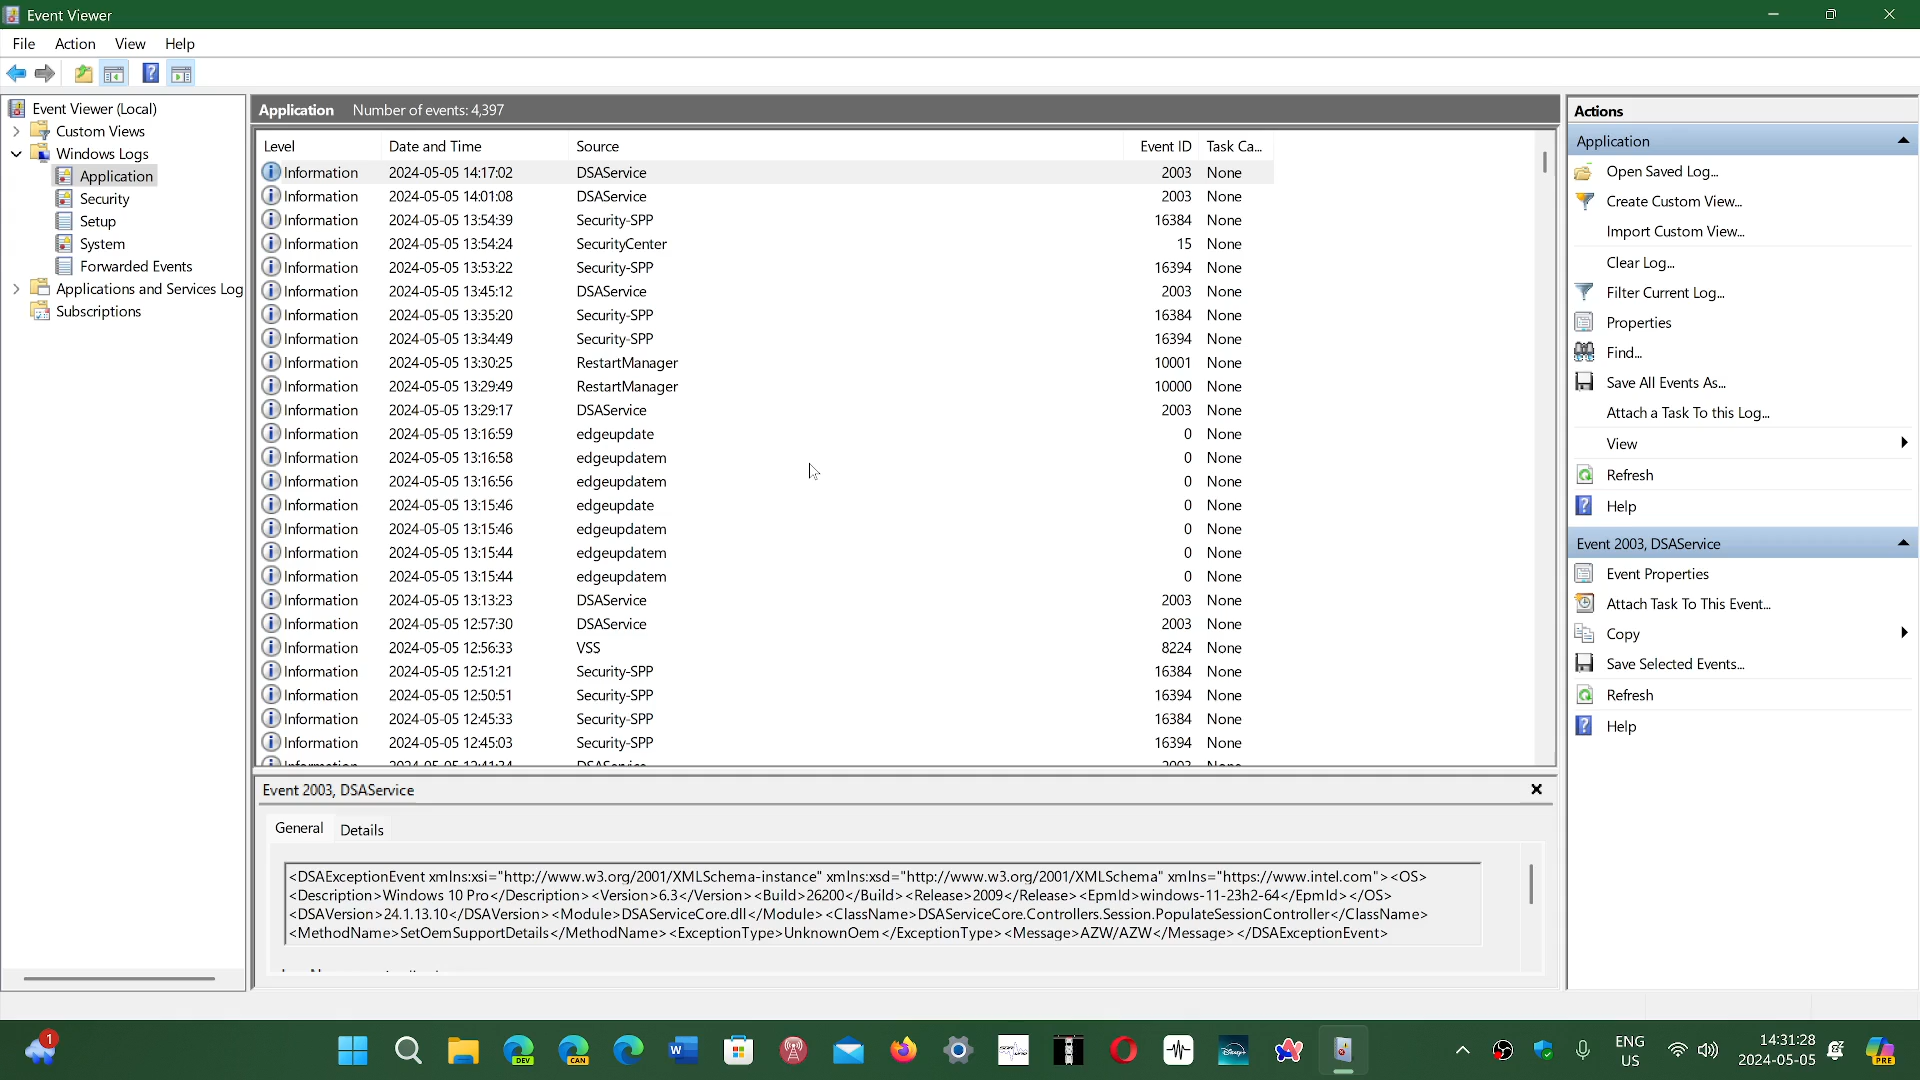 Event Viewer
File Action View Help
Event Viewer (Local)
Custom Views
Windows Logs
Application
Security
Setup
System
Forwarded Events
Applications and Services Log
Subscriptions
Application Number of events: 4,397
Level Date and Time Source Event ID Task Ca...
Information 2024-05-05 14:17:02 DSAService 2003 None
Information 2024-05-05 14:01:08 DSAService 2003 None
Information 2024-05-05 13:54:39 Security-SPP 16384 None
Information 2024-05-05 13:54:24 SecurityCenter 15 None
Information 2024-05-05 13:53:22 Security-SPP 16394 None
Information 2024-05-05 13:45:12 DSAService 2003 None
Information 2024-05-05 13:35:20 Security-SPP 16384 None
Information 2024-05-05 13:34:49 Security-SPP 16394 None
Information 2024-05-05 13:30:25 RestartManager 10001 None
Information 2024-05-05 13:29:49 RestartManager 10000 None
Information 2024-05-05 13:29:17 DSAService 2003 None
Information 2024-05-05 13:16:59 edgeupdate 0 None
Information 2024-05-05 13:16:58 edgeupdatem 0 None
Information 2024-05-05 13:16:56 edgeupdatem 0 None
Information 2024-05-05 13:15:46 edgeupdate 0 None
Information 2024-05-05 13:15:46 edgeupdatem 0 None
Information 2024-05-05 13:15:44 edgeupdatem 0 None
Information 2024-05-05 13:15:44 edgeupdatem 0 None
Information 2024-05-05 13:13:23 DSAService 2003 None
Information 2024-05-05 12:57:30 DSAService 2003 None
Information 2024-05-05 12:56:33 VSS 8224 None
Information 2024-05-05 12:51:21 Security-SPP 16384 None
Information 2024-05-05 12:50:51 Security-SPP 16394 None
Information 2024-05-05 12:45:33 Security-SPP 16384 None
Information 2024-05-05 12:45:03 Security-SPP 16394 None
Information 2024-05-05 12:41:34 DSAService 2003 None
Event 2003, DSAService
General Details
<DSAExceptionEvent xmlns:xsi="http://www.w3.org/2001/XMLSchema-instance" xmlns:xsd="http://www.w3.org/2001/XMLSchema" xmlns="https://www.intel.com"><OS>
<Description>Windows 10 Pro</Description><Version>6.3</Version><Build>26200</Build><Release>2009</Release><EpmId>windows-11-23h2-64</EpmId></OS>
<DSAVersion>24.1.13.10</DSAVersion><Module>DSAServiceCore.dll</Module><ClassName>DSAServiceCore.Controllers.Session.PopulateSessionController</ClassName>
<MethodName>SetOemSupportDetails</MethodName><ExceptionType>UnknownOem</ExceptionType><Message>AZW/AZW</Message></DSAExceptionEvent>
Actions
Application
Open Saved Log...
Create Custom View...
Import Custom View...
Clear Log...
Filter Current Log...
Properties
Find...
Save All Events As...
Attach a Task To this Log...
View
Refresh
Help
Event 2003, DSAService
Event Properties
Attach Task To This Event...
Copy
Save Selected Events...
Refresh
Help
1
DEV
CAN
W
Disney+
ENG
US
14:31:28
2024-05-05
PRE